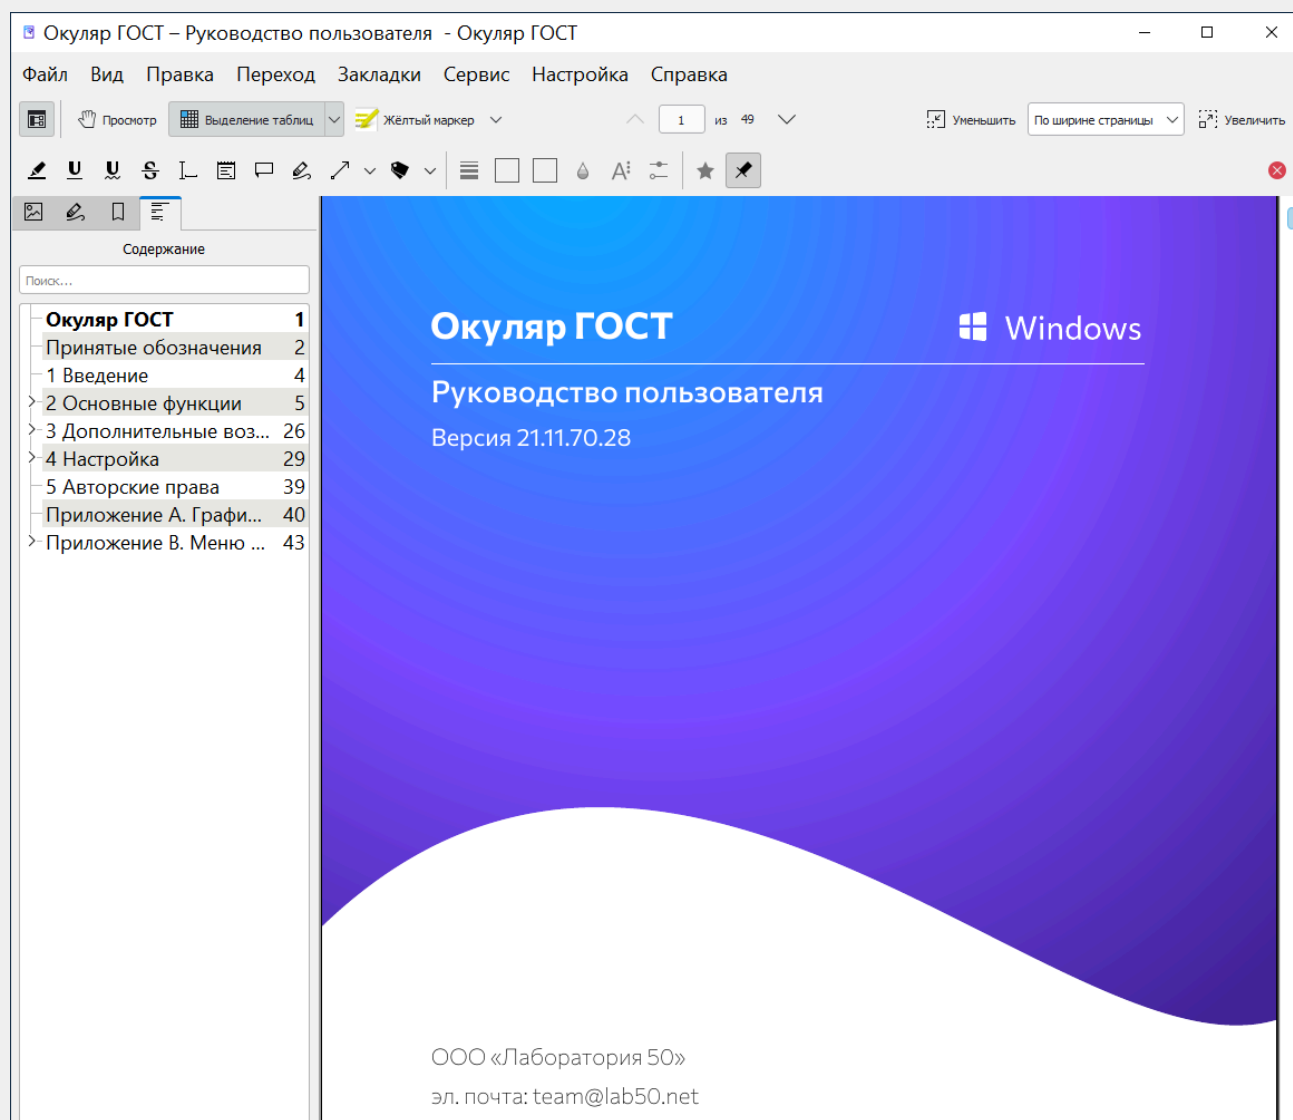 Окуляр ГОСТ – Руководство пользователя - Окуляр ГОСТ
Файл Вид Правка Переход Закладки Сервис Настройка Справка
Просмотр Выделение таблиц Жёлтый маркер 1 из 49 Уменьшить По ширине страницы Увеличить
Содержание
Поиск...
Окуляр ГОСТ 1
Принятые обозначения 2
1 Введение 4
2 Основные функции 5
3 Дополнительные воз... 26
4 Настройка 29
5 Авторские права 39
Приложение А. Графи... 40
Приложение В. Меню ... 43
Окуляр ГОСТ
Windows
Руководство пользователя
Версия 21.11.70.28
ООО «Лаборатория 50»
эл. почта: team@lab50.net